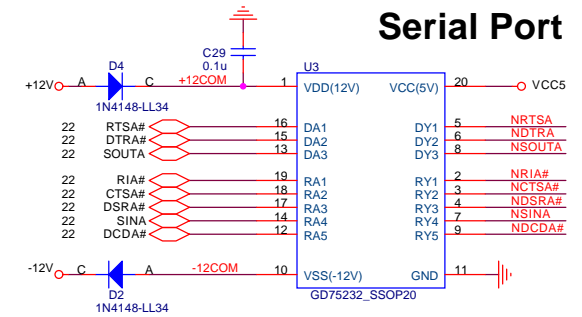 Serial Port
C29
0.1u
D4
U3
+12V A C +12COM 1 VDD(12V) VCC(5V) 20 VCC5
1N4148-LL34
22 RTSA# 16 DA1 DY1 5 NRTSA
22 DTRA# 15 DA2 DY2 6 NDTRA
22 SOUTA 13 DA3 DY3 8 NSOUTA
22 RIA# 19 RA1 RY1 2 NRIA#
22 CTSA# 18 RA2 RY2 3 NCTSA#
22 DSRA# 17 RA3 RY3 4 NDSRA#
22 SINA 14 RA4 RY4 7 NSINA
22 DCDA# 12 RA5 RY5 9 NDCDA#
-12V C A -12COM 10 VSS(-12V) GND 11
D2
GD75232_SSOP20
1N4148-LL34